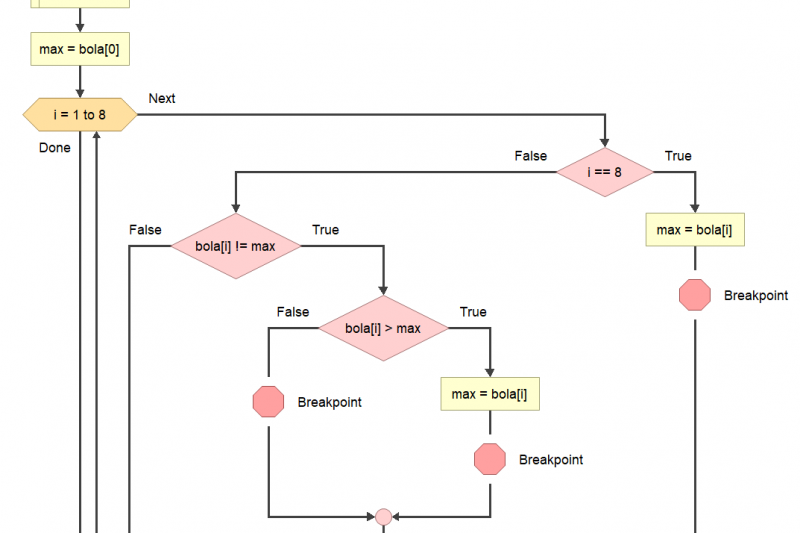 max = bola[0]
i = 1 to 8
Next
Done
False
i == 8
True
max = bola[i]
Breakpoint
False
bola[i] != max
True
False
bola[i] > max
True
Breakpoint
max = bola[i]
Breakpoint